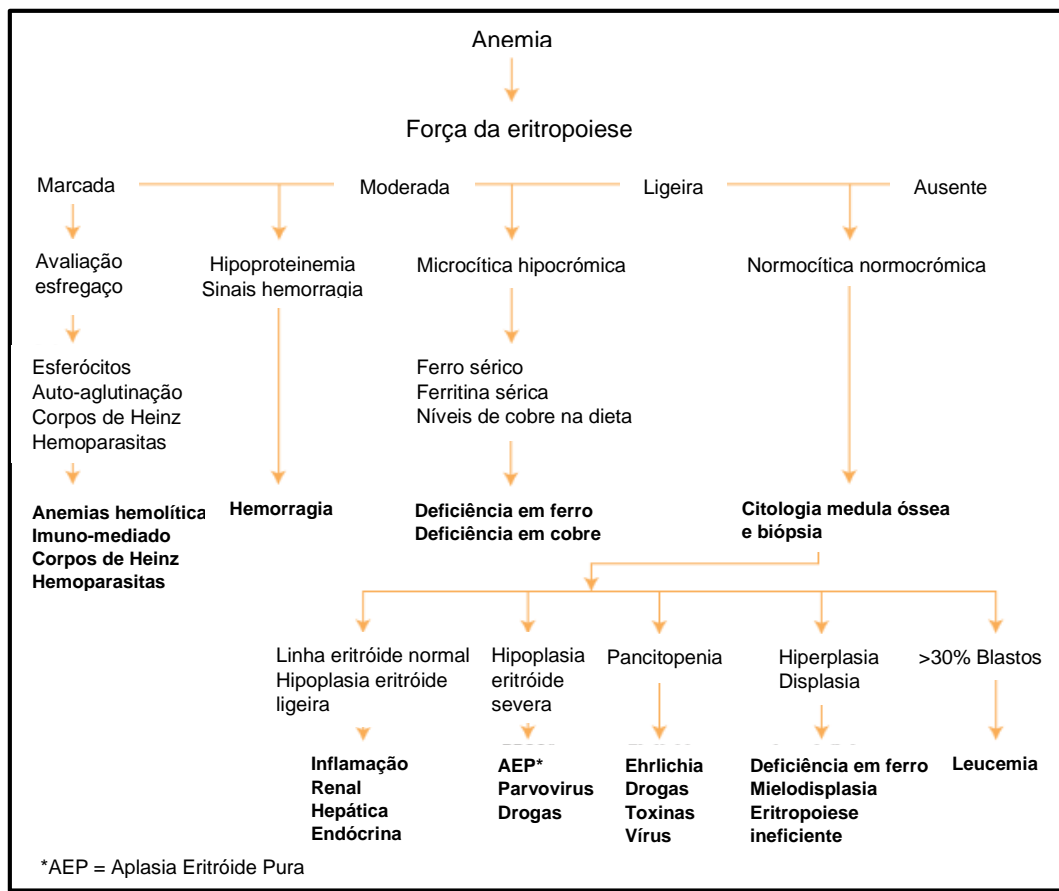 Anemia
Força da eritropoiese
Marcada
Moderada
Ligeira
Ausente
Avaliação
esfregaço
Hipoproteinemia
Sinais hemorragia
Microcítica hipocrómica
Normocítica normocrómica
Esferócitos
Auto-aglutinação
Corpos de Heinz
Hemoparasitas
Ferro sérico
Ferritina sérica
Níveis de cobre na dieta
Anemias hemolítica
Imuno-mediado
Corpos de Heinz
Hemoparasitas
Hemorragia
Deficiência em ferro
Deficiência em cobre
Citologia medula óssea
e biópsia
Linha eritróide normal
Hipoplasia eritróide
ligeira
Hipoplasia
eritróide
severa
Pancitopenia
Hiperplasia
Displasia
>30% Blastos
Inflamação
Renal
Hepática
Endócrina
AEP*
Parvovirus
Drogas
Ehrlichia
Drogas
Toxinas
Vírus
Deficiência em ferro
Mielodisplasia
Eritropoiese
ineficiente
Leucemia
*AEP = Aplasia Eritróide Pura